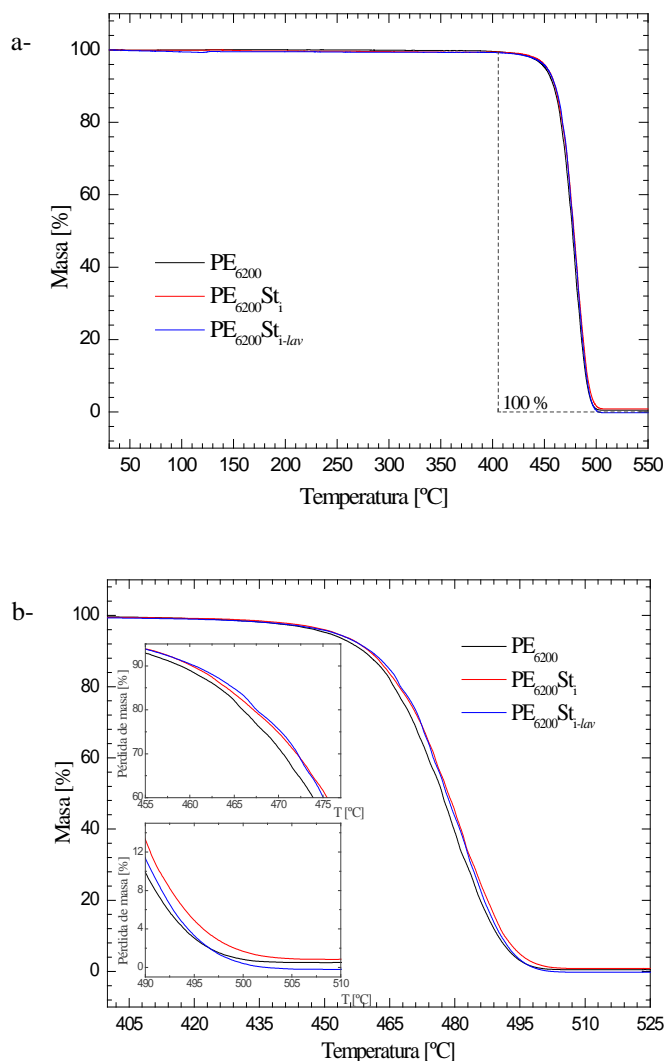 a-
100
80
60
40
20
0
Masa [%]
PE6200
PE6200Sti
PE6200Sti-lav
100 %
50 100 150 200 250 300 350 400 450 500 550
Temperatura [ºC]
b-
100
80
60
40
20
0
Masa [%]
PE6200
PE6200Sti
PE6200Sti-lav
90
80
70
60
Pérdida de masa [%]
455 460 465 470 475
T [ºC]
12
8
4
0
Pérdida de masa [%]
490 495 500 505 510
T [ºC]
405 420 435 450 465 480 495 510 525
Temperatura [ºC]